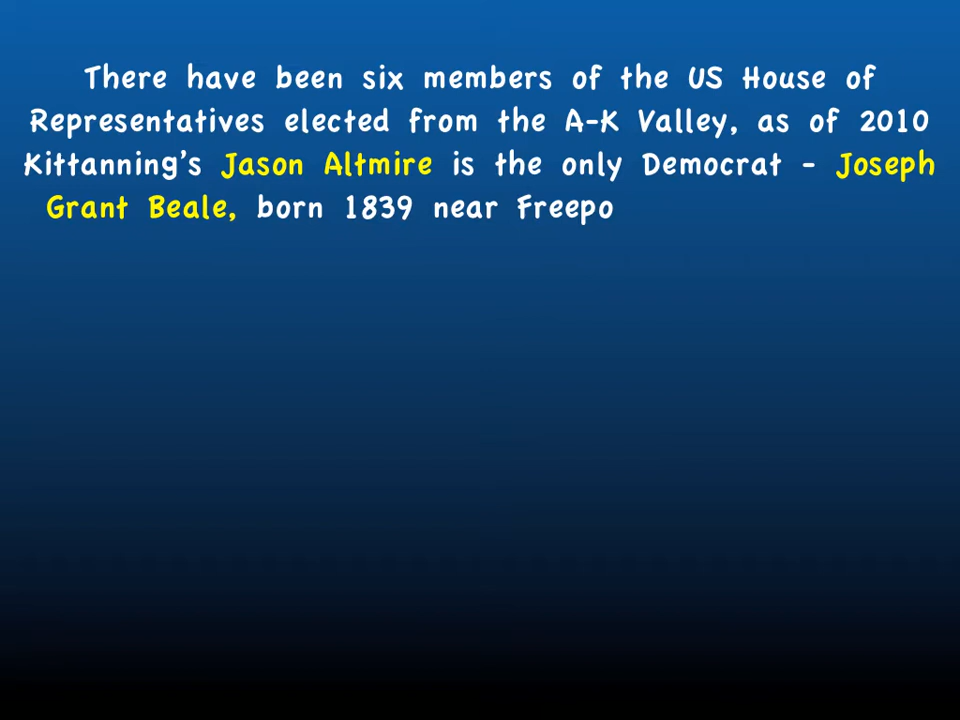 There have been six members of the US House of
Representatives elected from the A-K Valley, as of 2010
Kittanning's Jason Altmire is the only Democrat - Joseph
Grant Beale, born 1839 near Freepo